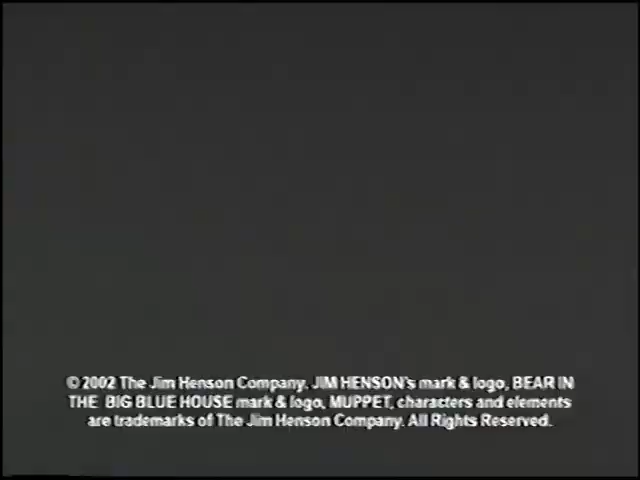 © 2002 The Jim Henson Company. JIM HENSON's mark & logo, BEAR IN
THE BIG BLUE HOUSE mark & logo, MUPPET, characters and elements
are trademarks of The Jim Henson Company. All Rights Reserved.